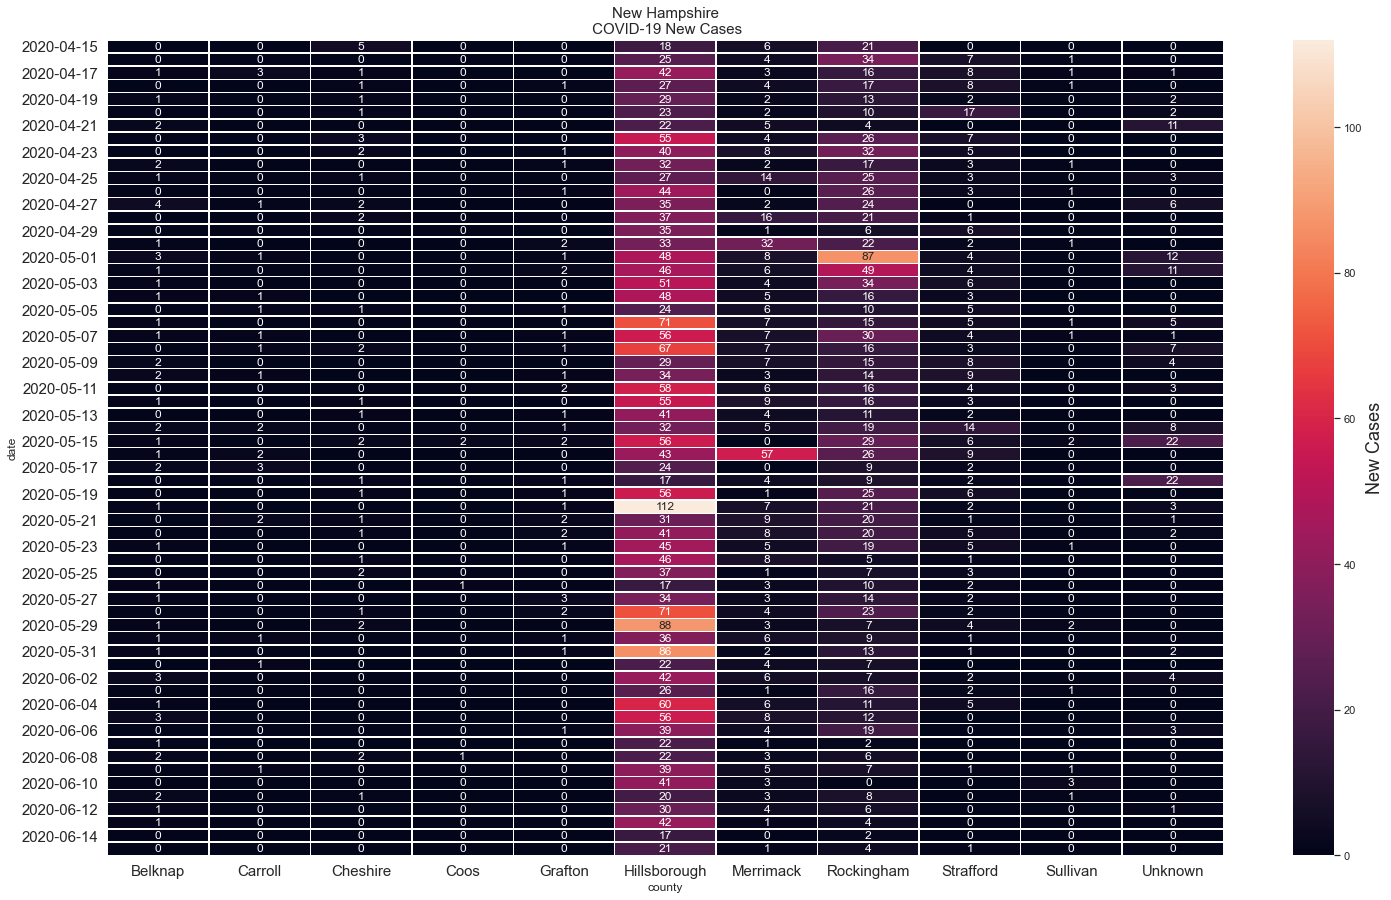 New Hampshire
COVID-19 New Cases
2020-04-15 0 0 5 0 0 18 6 21 0 0 0
0 0 0 0 0 25 4 34 7 1 0
2020-04-17 1 3 1 0 0 42 3 16 8 1 1
0 0 1 0 1 27 4 17 8 1 0
2020-04-19 1 0 1 0 0 29 2 13 2 0 2
0 0 1 0 0 23 2 10 17 0 2
2020-04-21 2 0 0 0 0 22 5 4 0 0 11
0 0 3 0 0 55 4 26 7 0 0
2020-04-23 0 0 2 0 1 40 8 32 5 0 0
2 0 0 0 1 32 2 17 3 1 0
2020-04-25 1 0 1 0 0 27 14 25 3 0 3
0 0 0 0 1 44 0 26 3 1 0
2020-04-27 4 1 2 0 0 35 2 24 0 0 6
0 0 2 0 0 37 16 21 1 0 0
2020-04-29 0 0 0 0 0 35 1 6 6 0 0
1 0 0 0 2 33 32 22 2 1 0
2020-05-01 3 1 0 0 1 48 8 87 4 0 12
1 0 0 0 2 46 6 49 4 0 11
2020-05-03 1 0 0 0 0 51 4 34 6 0 0
1 1 0 0 0 48 5 16 3 0 0
2020-05-05 0 1 1 0 1 24 6 10 5 0 0
1 0 0 0 0 71 7 15 5 1 5
2020-05-07 1 1 0 0 1 56 7 30 4 1 1
0 1 2 0 1 67 7 16 3 0 7
2020-05-09 2 0 0 0 0 29 7 15 8 0 4
2 1 0 0 1 34 3 14 9 0 0
2020-05-11 0 0 0 0 2 58 6 16 4 0 3
1 0 1 0 0 55 9 16 3 0 0
2020-05-13 0 0 1 0 1 41 4 11 2 0 0
2 2 0 0 1 32 5 19 14 0 8
2020-05-15 1 0 2 2 2 56 0 29 6 2 22
1 2 0 0 0 43 57 26 9 0 0
2020-05-17 2 3 0 0 0 24 0 9 2 0 0
0 0 1 0 1 17 4 9 2 0 22
2020-05-19 0 0 1 0 1 56 1 25 6 0 0
1 0 0 0 1 112 7 21 2 0 3
2020-05-21 0 2 1 0 2 31 9 20 1 0 1
0 0 1 0 2 41 8 20 5 0 2
2020-05-23 1 0 0 0 1 45 5 19 5 1 0
0 0 1 0 0 46 8 5 1 0 0
2020-05-25 0 0 2 0 0 37 1 7 3 0 0
1 0 0 1 0 17 3 10 2 0 0
2020-05-27 1 0 0 0 3 34 3 14 2 0 0
0 0 1 0 2 71 4 23 2 0 0
2020-05-29 1 0 2 0 0 88 3 7 4 2 0
1 1 0 0 1 36 6 9 1 0 0
2020-05-31 1 0 0 0 1 86 2 13 1 0 2
0 1 0 0 0 22 4 7 0 0 0
2020-06-02 3 0 0 0 0 42 6 7 2 0 4
0 0 0 0 0 26 1 16 2 1 0
2020-06-04 1 0 0 0 0 60 6 11 5 0 0
3 0 0 0 0 56 8 12 0 0 0
2020-06-06 0 0 0 0 1 39 4 19 0 0 3
1 0 0 0 0 22 1 2 0 0 0
2020-06-08 2 0 2 1 0 22 3 6 0 0 0
0 1 0 0 0 39 5 7 1 1 0
2020-06-10 0 0 0 0 0 41 3 0 0 3 0
2 0 1 0 0 20 3 8 0 1 0
2020-06-12 1 0 0 0 0 30 4 6 0 0 1
1 0 0 0 0 42 1 4 0 0 0
2020-06-14 0 0 0 0 0 17 0 2 0 0 0
0 0 0 0 0 21 1 4 1 0 0
Belknap Carroll Cheshire Coos Grafton Hillsborough Merrimack Rockingham Strafford Sullivan Unknown
county
date
100
80
60
40
20
0
New Cases